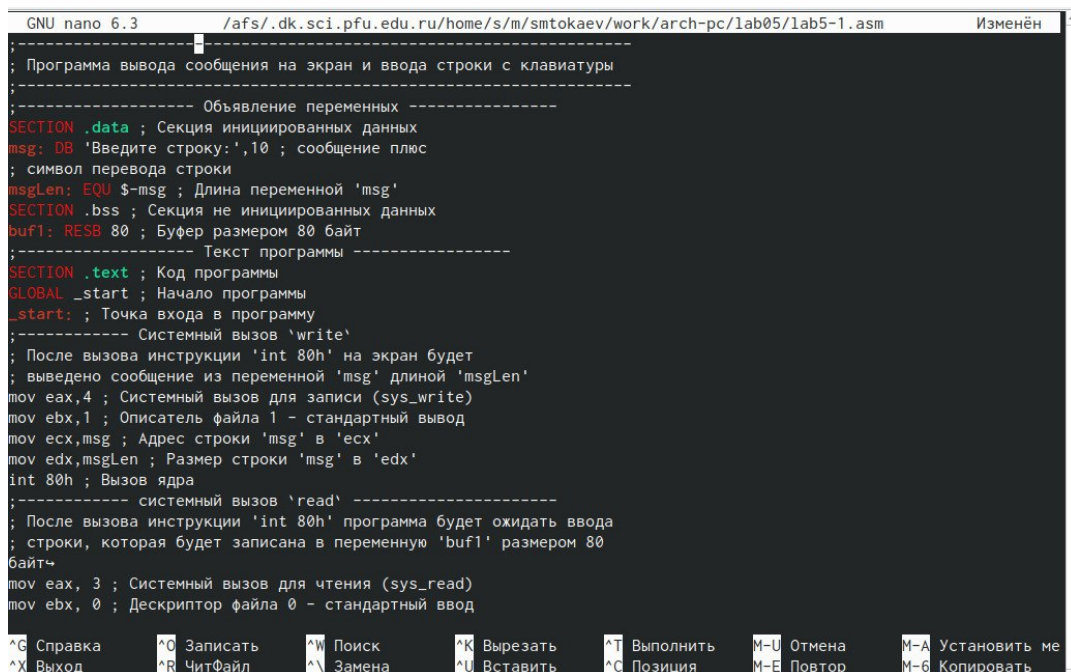 GNU nano 6.3 /afs/.dk.sci.pfu.edu.ru/home/s/m/smtokaev/work/arch-pc/lab05/lab5-1.asm Изменён
;------------------------------------------------------------------
; Программа вывода сообщения на экран и ввода строки с клавиатуры
;------------------------------------------------------------------
;------------------- Объявление переменных ----------------
SECTION .data ; Секция инициированных данных
msg: DB 'Введите строку:',10 ; сообщение плюс
; символ перевода строки
msgLen: EQU $-msg ; Длина переменной 'msg'
SECTION .bss ; Секция не инициированных данных
buf1: RESB 80 ; Буфер размером 80 байт
;------------------- Текст программы -----------------
SECTION .text ; Код программы
GLOBAL _start ; Начало программы
_start: ; Точка входа в программу
;------------ Системный вызов `write`
; После вызова инструкции 'int 80h' на экран будет
; выведено сообщение из переменной 'msg' длиной 'msgLen'
mov eax,4 ; Системный вызов для записи (sys_write)
mov ebx,1 ; Описатель файла 1 - стандартный вывод
mov ecx,msg ; Адрес строки 'msg' в 'ecx'
mov edx,msgLen ; Размер строки 'msg' в 'edx'
int 80h ; Вызов ядра
;------------ системный вызов `read` ----------------------
; После вызова инструкции 'int 80h' программа будет ожидать ввода
; строки, которая будет записана в переменную 'buf1' размером 80
байт↪
mov eax, 3 ; Системный вызов для чтения (sys_read)
mov ebx, 0 ; Дескриптор файла 0 - стандартный ввод
^G Справка ^O Записать ^W Поиск ^K Вырезать ^T Выполнить M-U Отмена M-A Установить ме
^X Выход ^R ЧитФайл ^\ Замена ^U Вставить ^C Позиция M-E Повтор M-6 Копировать